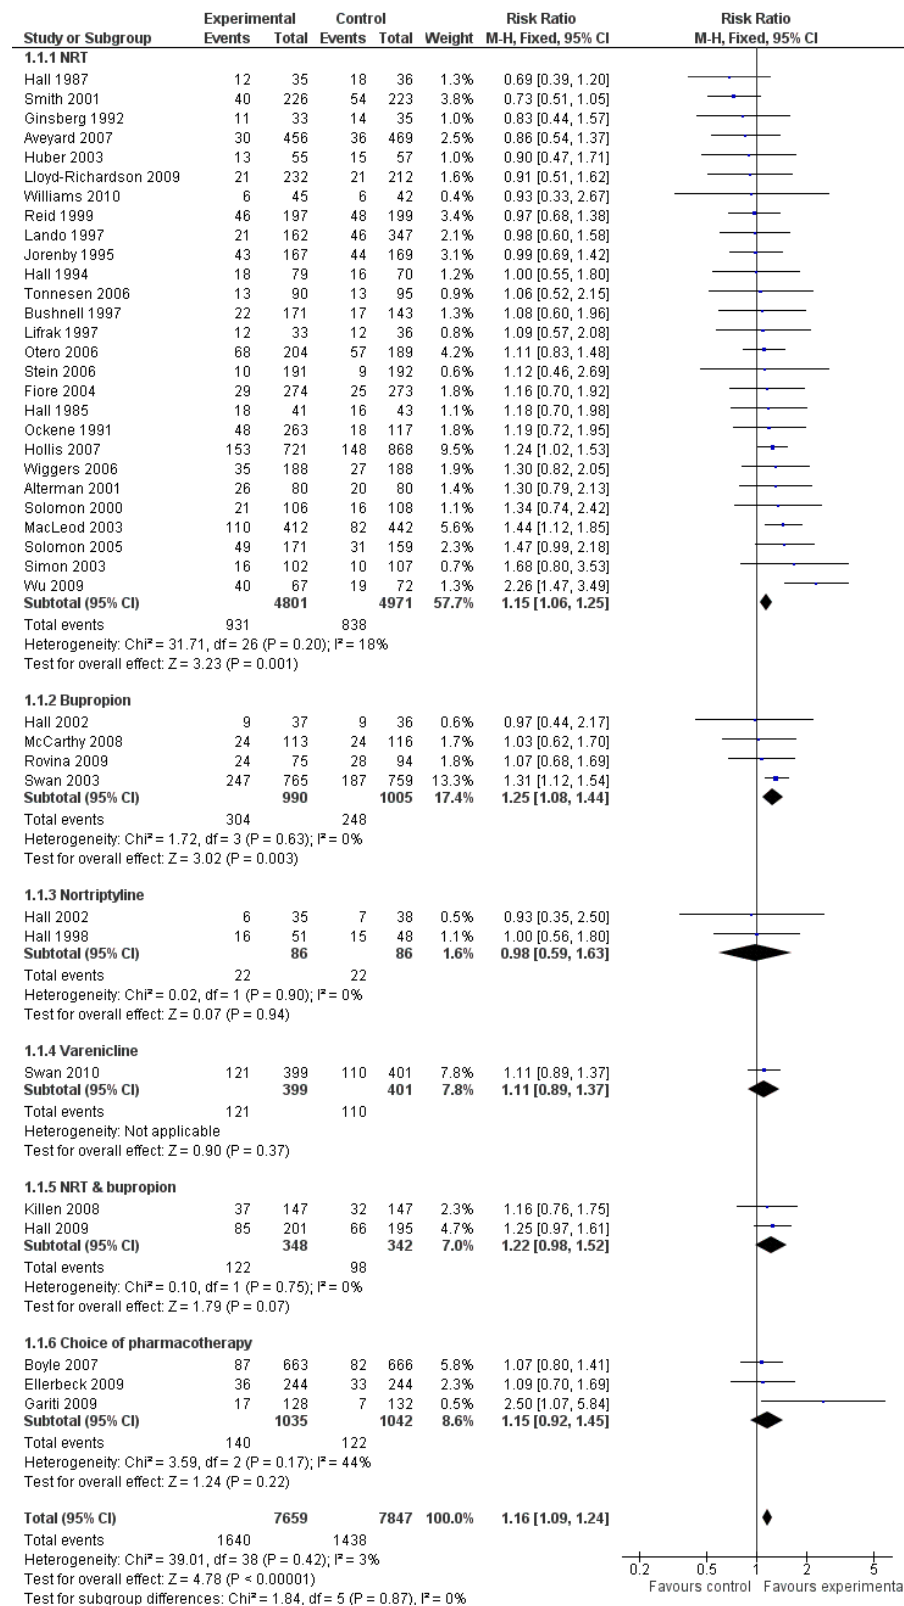 Experimental Control Risk Ratio Risk Ratio
Study or Subgroup Events Total Events Total Weight M-H, Fixed, 95% CI M-H, Fixed, 95% CI
1.1.1 NRT
Hall 1987 12 35 18 36 1.3% 0.69 [0.39, 1.20]
Smith 2001 40 226 54 223 3.8% 0.73 [0.51, 1.05]
Ginsberg 1992 11 33 14 35 1.0% 0.83 [0.44, 1.57]
Aveyard 2007 30 456 36 469 2.5% 0.86 [0.54, 1.37]
Huber 2003 13 55 15 57 1.0% 0.90 [0.47, 1.71]
Lloyd-Richardson 2009 21 232 21 212 1.5% 0.91 [0.51, 1.62]
Williams 2010 6 45 6 42 0.4% 0.93 [0.33, 2.67]
Reid 1999 46 197 48 199 3.4% 0.97 [0.68, 1.38]
Lando 1997 21 162 46 347 2.1% 0.98 [0.60, 1.58]
Jorenby 1995 43 167 44 169 3.1% 0.99 [0.69, 1.42]
Hall 1994 18 79 16 70 1.2% 1.00 [0.55, 1.80]
Tonnesen 2006 13 90 13 95 0.9% 1.06 [0.52, 2.15]
Bushnell 1997 22 171 17 143 1.3% 1.08 [0.60, 1.96]
Lifrak 1997 12 33 12 36 0.8% 1.09 [0.57, 2.08]
Otero 2006 68 204 57 189 4.2% 1.11 [0.83, 1.48]
Stein 2006 10 191 9 192 0.6% 1.12 [0.46, 2.69]
Fiore 2004 29 274 25 273 1.8% 1.16 [0.70, 1.92]
Hall 1985 18 41 16 43 1.1% 1.18 [0.70, 1.98]
Ockene 1991 48 263 18 117 1.8% 1.19 [0.72, 1.95]
Hollis 2007 153 721 148 868 9.5% 1.24 [1.02, 1.53]
Wiggers 2006 35 188 27 188 1.9% 1.30 [0.82, 2.05]
Alterman 2001 26 80 20 80 1.4% 1.30 [0.79, 2.13]
Solomon 2000 21 106 16 108 1.1% 1.34 [0.74, 2.42]
MacLeod 2003 110 412 82 442 5.6% 1.44 [1.12, 1.85]
Solomon 2005 49 171 31 159 2.3% 1.47 [0.99, 2.18]
Simon 2003 16 102 10 107 0.7% 1.68 [0.80, 3.53]
Wu 2009 40 67 19 72 1.3% 2.26 [1.47, 3.49]
Subtotal (95% CI) 4801 4971 57.7% 1.15 [1.06, 1.25]
Total events 931 838
Heterogeneity: Chi² = 31.71, df = 26 (P = 0.20); I² = 18%
Test for overall effect: Z = 3.23 (P = 0.001)
1.1.2 Bupropion
Hall 2002 9 37 9 36 0.6% 0.97 [0.44, 2.17]
McCarthy 2008 24 113 24 116 1.7% 1.03 [0.62, 1.70]
Rovina 2009 24 75 28 94 1.8% 1.07 [0.68, 1.69]
Swan 2003 247 765 187 759 13.3% 1.31 [1.12, 1.54]
Subtotal (95% CI) 990 1005 17.4% 1.25 [1.08, 1.44]
Total events 304 248
Heterogeneity: Chi² = 1.72, df = 3 (P = 0.63); I² = 0%
Test for overall effect: Z = 3.02 (P = 0.003)
1.1.3 Nortriptyline
Hall 2002 6 35 7 38 0.5% 0.93 [0.35, 2.50]
Hall 1998 16 51 15 48 1.1% 1.00 [0.56, 1.80]
Subtotal (95% CI) 86 86 1.6% 0.98 [0.59, 1.63]
Total events 22 22
Heterogeneity: Chi² = 0.02, df = 1 (P = 0.90); I² = 0%
Test for overall effect: Z = 0.07 (P = 0.94)
1.1.4 Varenicline
Swan 2010 121 399 110 401 7.8% 1.11 [0.89, 1.37]
Subtotal (95% CI) 399 401 7.8% 1.11 [0.89, 1.37]
Total events 121 110
Heterogeneity: Not applicable
Test for overall effect: Z = 0.90 (P = 0.37)
1.1.5 NRT & bupropion
Killen 2008 37 147 32 147 2.3% 1.16 [0.76, 1.75]
Hall 2009 85 201 66 195 4.7% 1.25 [0.97, 1.61]
Subtotal (95% CI) 348 342 7.0% 1.22 [0.98, 1.52]
Total events 122 98
Heterogeneity: Chi² = 0.10, df = 1 (P = 0.75); I² = 0%
Test for overall effect: Z = 1.79 (P = 0.07)
1.1.6 Choice of pharmacotherapy
Boyle 2007 87 663 82 666 5.8% 1.07 [0.80, 1.41]
Ellerbeck 2009 36 244 33 244 2.3% 1.09 [0.70, 1.69]
Gariti 2009 17 128 7 132 0.5% 2.50 [1.07, 5.84]
Subtotal (95% CI) 1035 1042 8.6% 1.15 [0.92, 1.45]
Total events 140 122
Heterogeneity: Chi² = 3.59, df = 2 (P = 0.17); I² = 44%
Test for overall effect: Z = 1.24 (P = 0.22)
Total (95% CI) 7659 7847 100.0% 1.16 [1.09, 1.24]
Total events 1640 1438
Heterogeneity: Chi² = 39.01, df = 38 (P = 0.42); I² = 3%
Test for overall effect: Z = 4.78 (P < 0.00001)
Test for subgroup differences: Chi² = 1.84, df = 5 (P = 0.87), I² = 0%
0.2 0.5 1 2 5
Favours control Favours experimenta